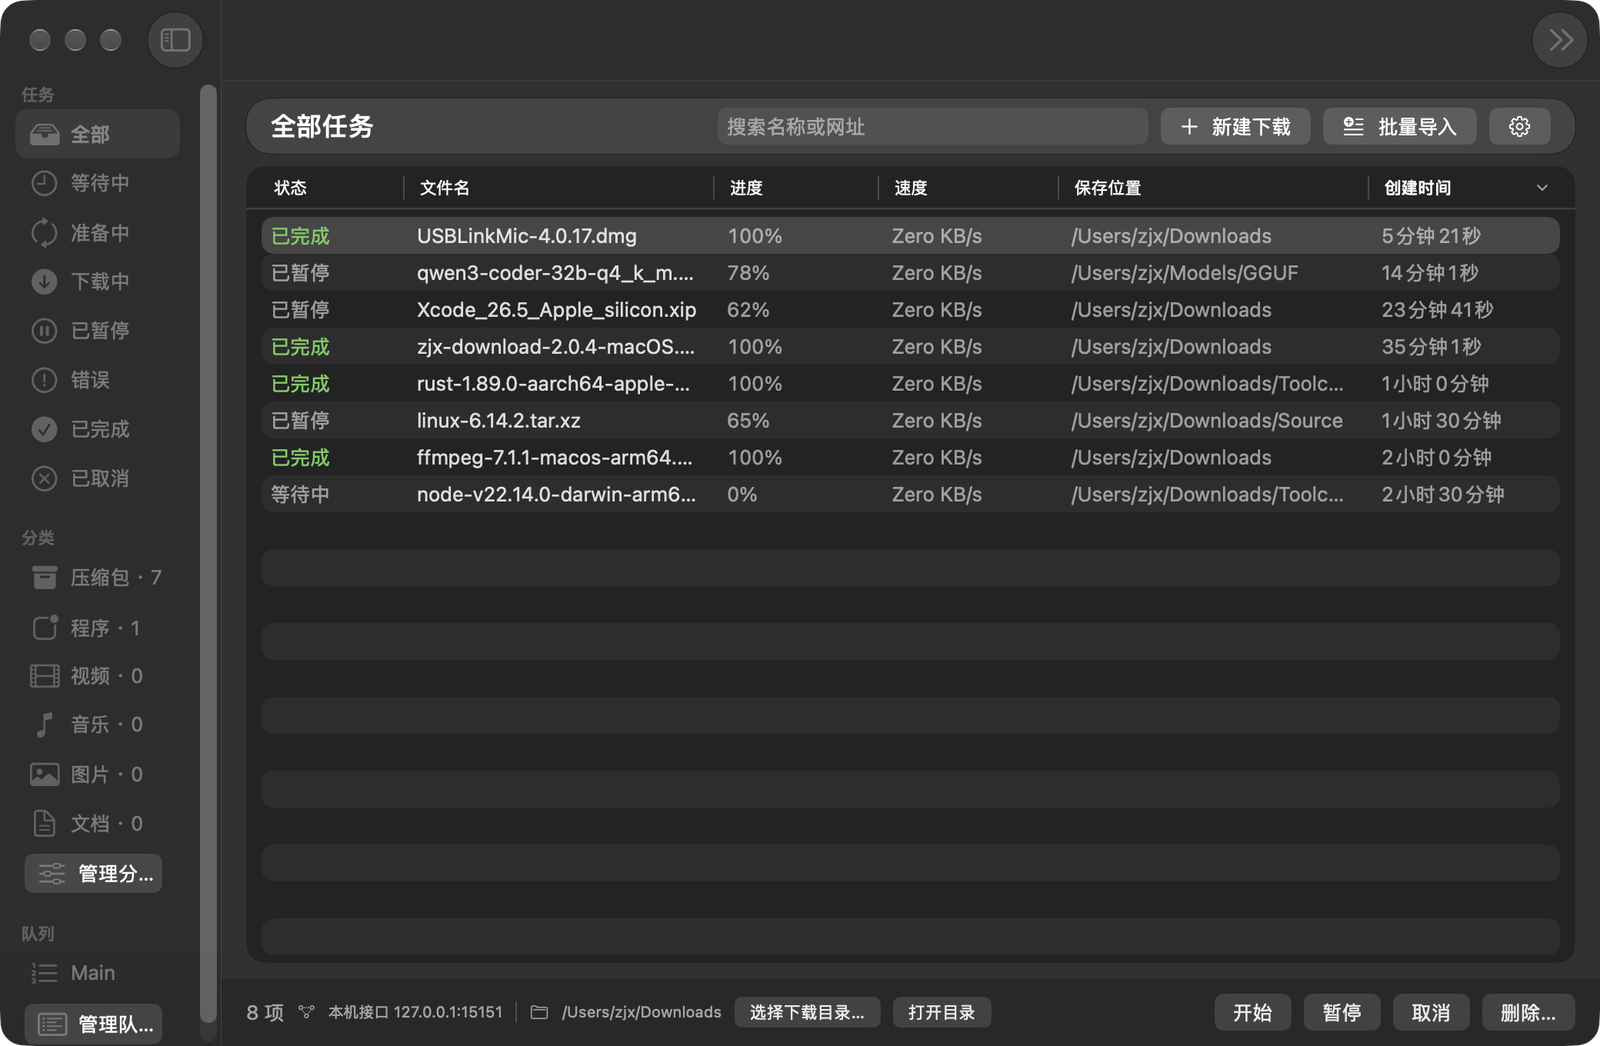 任务
全部
等待中
准备中
下载中
已暂停
错误
已完成
已取消
分类
压缩包 · 7
程序 · 1
视频 · 0
音乐 · 0
图片 · 0
文档 · 0
管理分...
队列
Main
管理队...
全部任务 搜索名称或网址 新建下载 批量导入
状态 文件名 进度 速度 保存位置 创建时间
已完成 USBLinkMic-4.0.17.dmg 100% Zero KB/s /Users/zjx/Downloads 5分钟21秒
已暂停 qwen3-coder-32b-q4_k_m.... 78% Zero KB/s /Users/zjx/Models/GGUF 14分钟1秒
已暂停 Xcode_26.5_Apple_silicon.xip 62% Zero KB/s /Users/zjx/Downloads 23分钟41秒
已完成 zjx-download-2.0.4-macOS.... 100% Zero KB/s /Users/zjx/Downloads 35分钟1秒
已完成 rust-1.89.0-aarch64-apple-... 100% Zero KB/s /Users/zjx/Downloads/Toolc... 1小时0分钟
已暂停 linux-6.14.2.tar.xz 65% Zero KB/s /Users/zjx/Downloads/Source 1小时30分钟
已完成 ffmpeg-7.1.1-macos-arm64.... 100% Zero KB/s /Users/zjx/Downloads 2小时0分钟
等待中 node-v22.14.0-darwin-arm6... 0% Zero KB/s /Users/zjx/Downloads/Toolc... 2小时30分钟
8 项 本机接口 127.0.0.1:15151 /Users/zjx/Downloads 选择下载目录... 打开目录 开始 暂停 取消 删除...